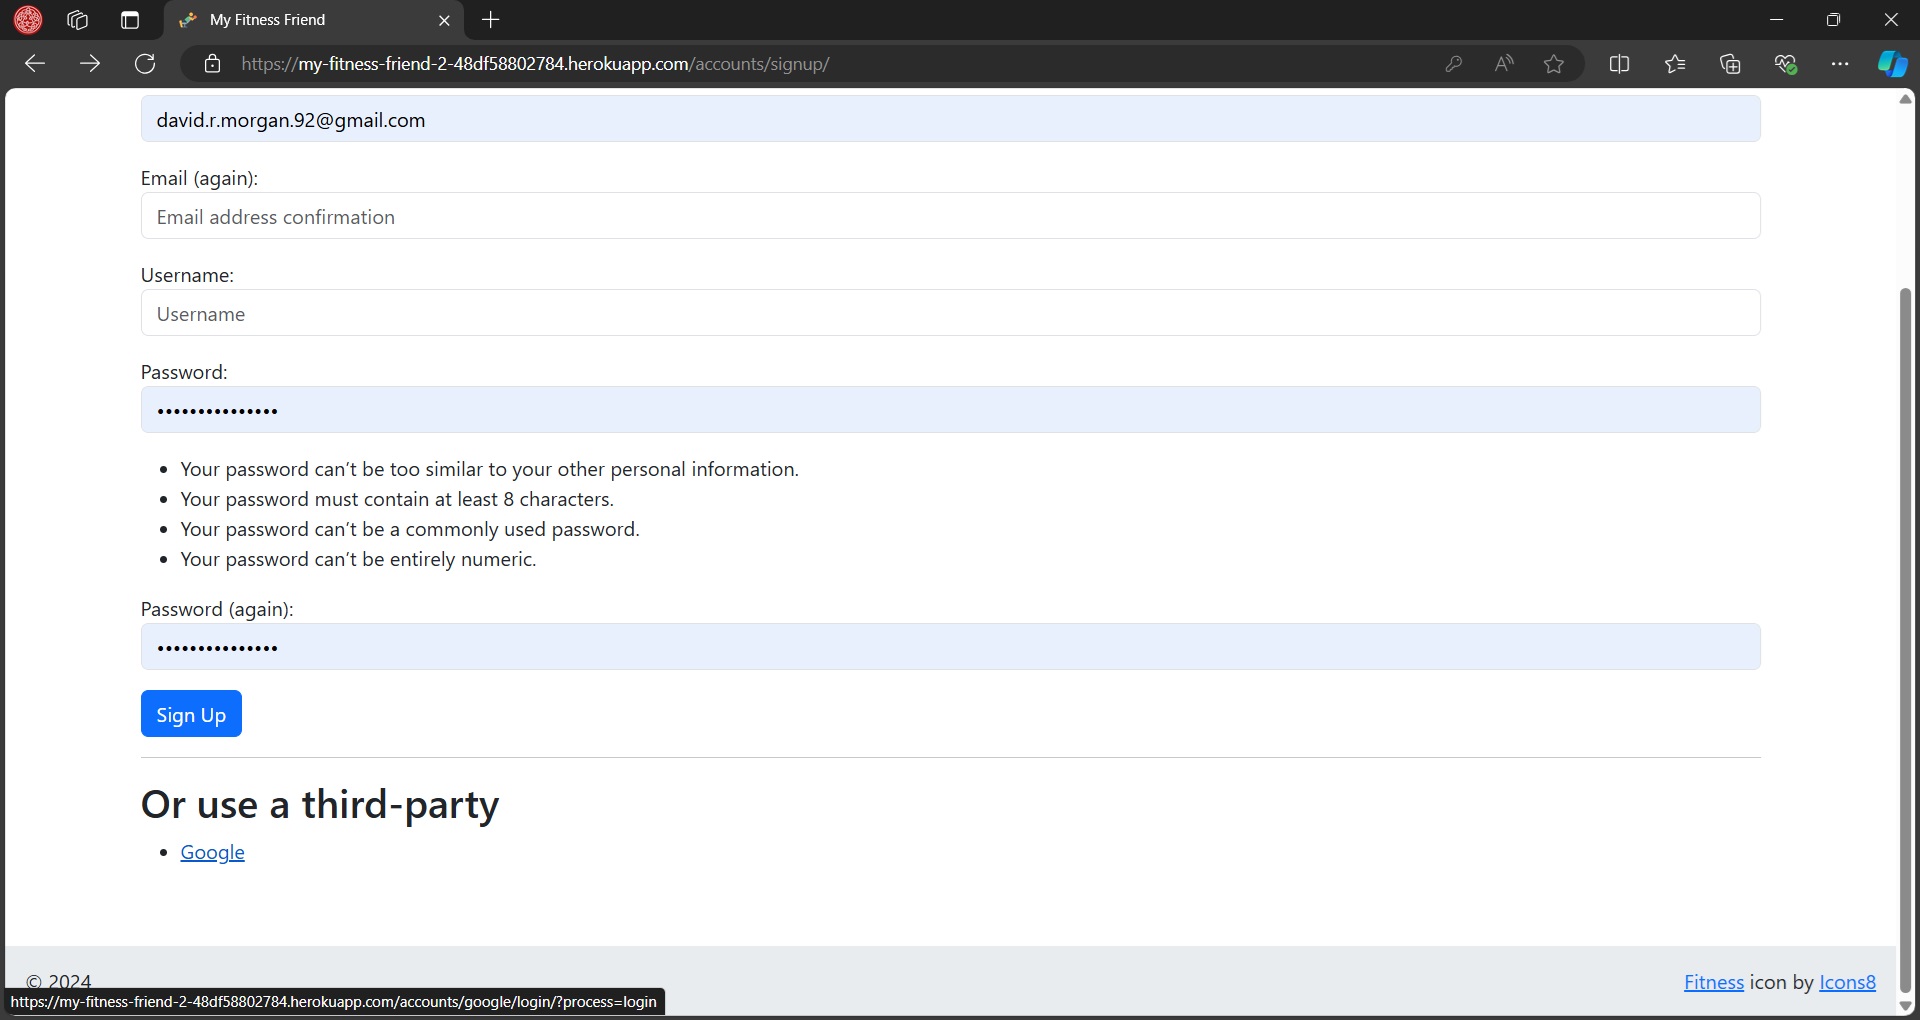 My Fitness Friend
https://my-fitness-friend-2-48df58802784.herokuapp.com/accounts/signup/
david.r.morgan.92@gmail.com
Email (again):
Email address confirmation
Username:
Username
Password:
•••••••••••••••
• Your password can't be too similar to your other personal information.
• Your password must contain at least 8 characters.
• Your password can't be a commonly used password.
• Your password can't be entirely numeric.
Password (again):
•••••••••••••••
Sign Up
Or use a third-party
• Google
© 2024
Fitness icon by Icons8
https://my-fitness-friend-2-48df58802784.herokuapp.com/accounts/google/login/?process=login